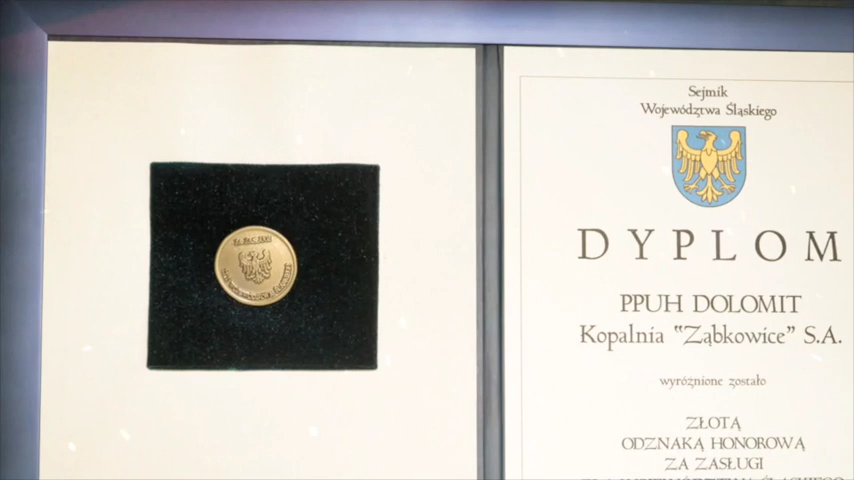 Sejmik
Województwa Śląskiego
DYPLOM
PPUH DOLOMIT
Kopalnia "Ząbkowice" S.A.
wyróżnione zostało
ZŁOTĄ
ODZNAKĄ HONOROWĄ
ZA ZASŁUGI